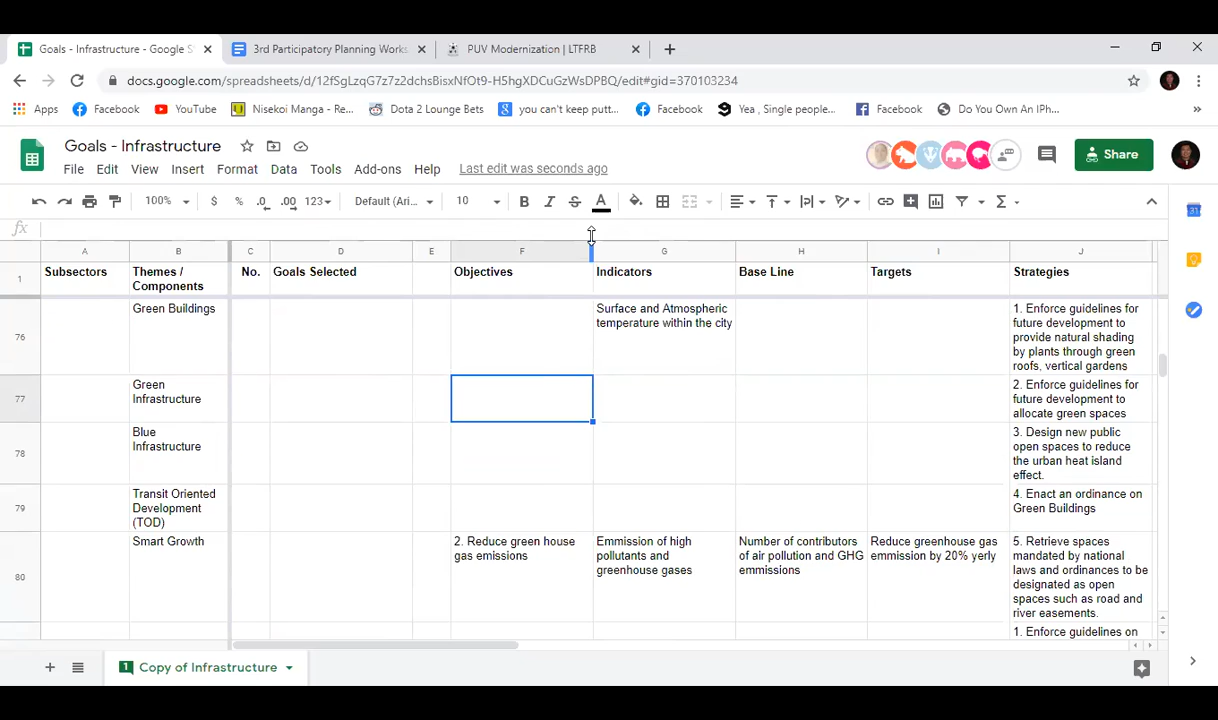 Goals - Infrastructure - Google S
3rd Participatory Planning Works
PUV Modernization | LTFRB
docs.google.com/spreadsheets/d/12fSgLzqG7z7z2dchsBisxNfOt9-H5hgXDCuGzWsDPBQ/edit#gid=370103234
Apps
Facebook
YouTube
Nisekoi Manga - Re...
Dota 2 Lounge Bets
you can't keep putt...
Facebook
Yea , Single people...
Facebook
Do You Own An IPh...
»
Goals - Infrastructure
Share
File Edit View Insert Format Data Tools Add-ons Help Last edit was seconds ago
100% $ % .0 .00 123 Default (Ari... 10 B I S A Σ
31
fx
A B C D E F G H I J
1
Subsectors
Themes /
Components
No.
Goals Selected
Objectives
Indicators
Base Line
Targets
Strategies
76
Green Buildings
Surface and Atmospheric
temperature within the city
1. Enforce guidelines for
future development to
provide natural shading
by plants through green
roofs, vertical gardens
77
Green
Infrastructure
2. Enforce guidelines for
future development to
allocate green spaces
78
Blue
Infrastructure
3. Design new public
open spaces to reduce
the urban heat island
effect.
79
Transit Oriented
Development
(TOD)
4. Enact an ordinance on
Green Buildings
80
Smart Growth
2. Reduce green house
gas emissions
Emmission of high
pollutants and
greenhouse gases
Number of contributors
of air pollution and GHG
emmissions
Reduce greenhouse gas
emmission by 20% yerly
5. Retrieve spaces
mandated by national
laws and ordinances to be
designated as open
spaces such as road and
river easements.
1. Enforce guidelines on
1 Copy of Infrastructure